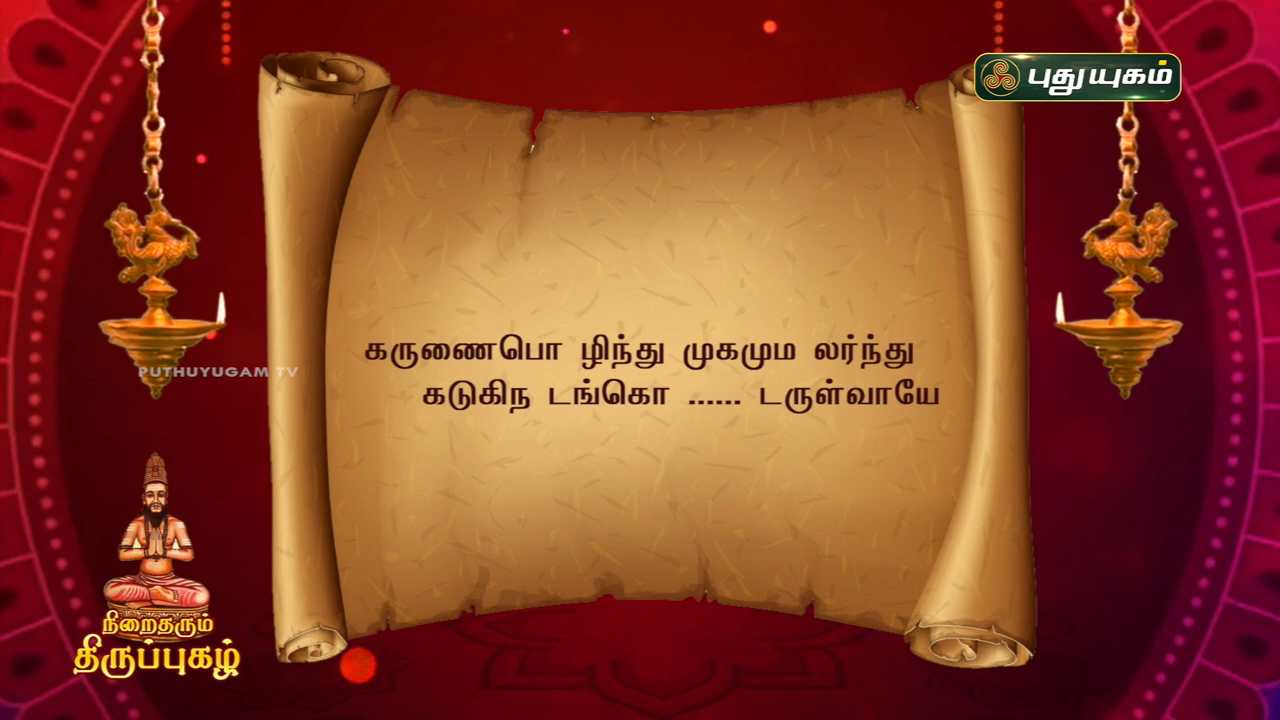 புதுயுகம்
கருணைபொ ழிந்து முகமும லர்ந்து
கடுகிந டங்கொ ...... டருள்வாயே
PUTHUYUGAM TV
நிறைதரும்
திருப்புகழ்